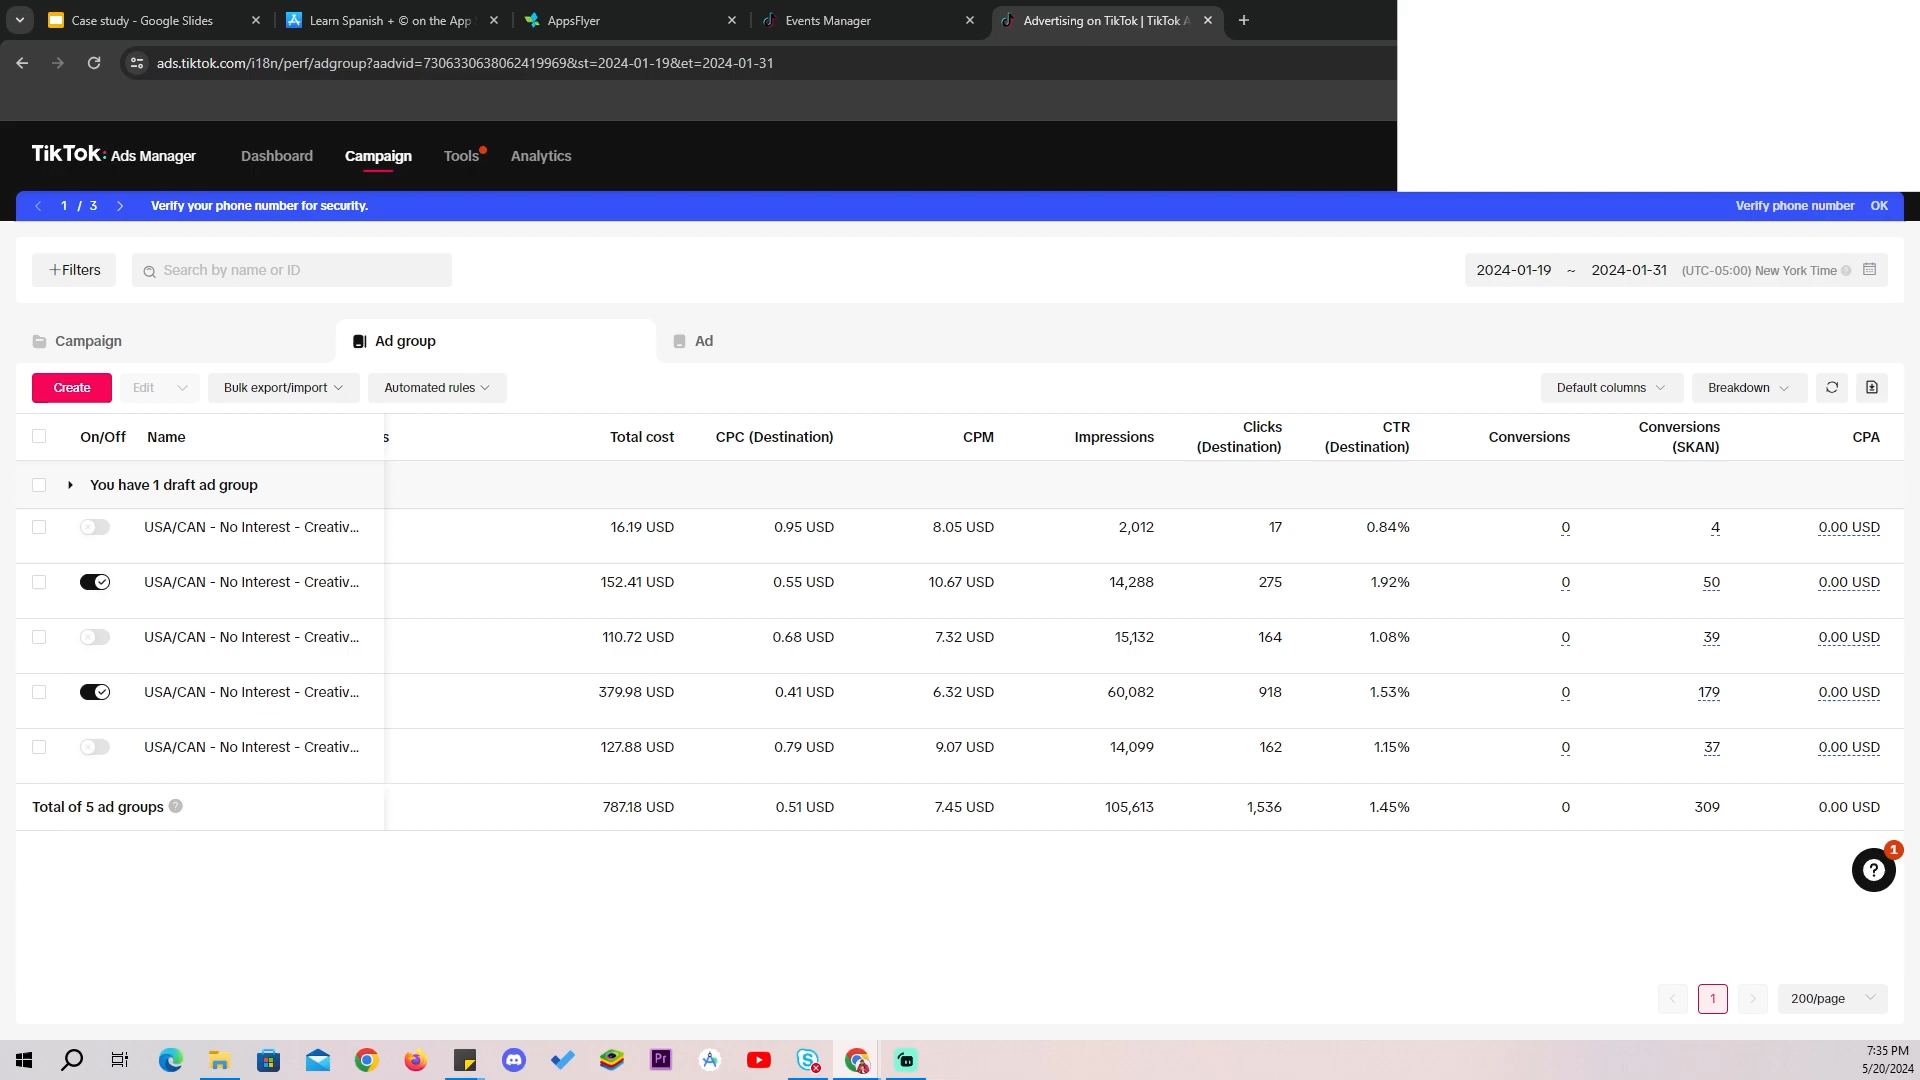 Case study - Google Slides
Learn Spanish + © on the App S
AppsFlyer
Events Manager
Advertising on TikTok | TikTok A
ads.tiktok.com/i18n/perf/adgroup?aadvid=7306330638062419969&st=2024-01-19&et=2024-01-31
TikTok: Ads Manager
Dashboard
Campaign
Tools
Analytics
1 / 3
Verify your phone number for security.
Verify phone number
OK
+Filters
Search by name or ID
2024-01-19 ~ 2024-01-31 (UTC-05:00) New York Time
Campaign
Ad group
Ad
Create
Edit
Bulk export/import
Automated rules
Default columns
Breakdown
On/Off Name s Total cost CPC (Destination) CPM Impressions Clicks (Destination) CTR (Destination) Conversions Conversions (SKAN) CPA
You have 1 draft ad group
USA/CAN - No Interest - Creativ... 16.19 USD 0.95 USD 8.05 USD 2,012 17 0.84% 0 4 0.00 USD
USA/CAN - No Interest - Creativ... 152.41 USD 0.55 USD 10.67 USD 14,288 275 1.92% 0 50 0.00 USD
USA/CAN - No Interest - Creativ... 110.72 USD 0.68 USD 7.32 USD 15,132 164 1.08% 0 39 0.00 USD
USA/CAN - No Interest - Creativ... 379.98 USD 0.41 USD 6.32 USD 60,082 918 1.53% 0 179 0.00 USD
USA/CAN - No Interest - Creativ... 127.88 USD 0.79 USD 9.07 USD 14,099 162 1.15% 0 37 0.00 USD
Total of 5 ad groups ? 787.18 USD 0.51 USD 7.45 USD 105,613 1,536 1.45% 0 309 0.00 USD
1
?
1
200/page
Pr
7:35 PM
5/20/2024